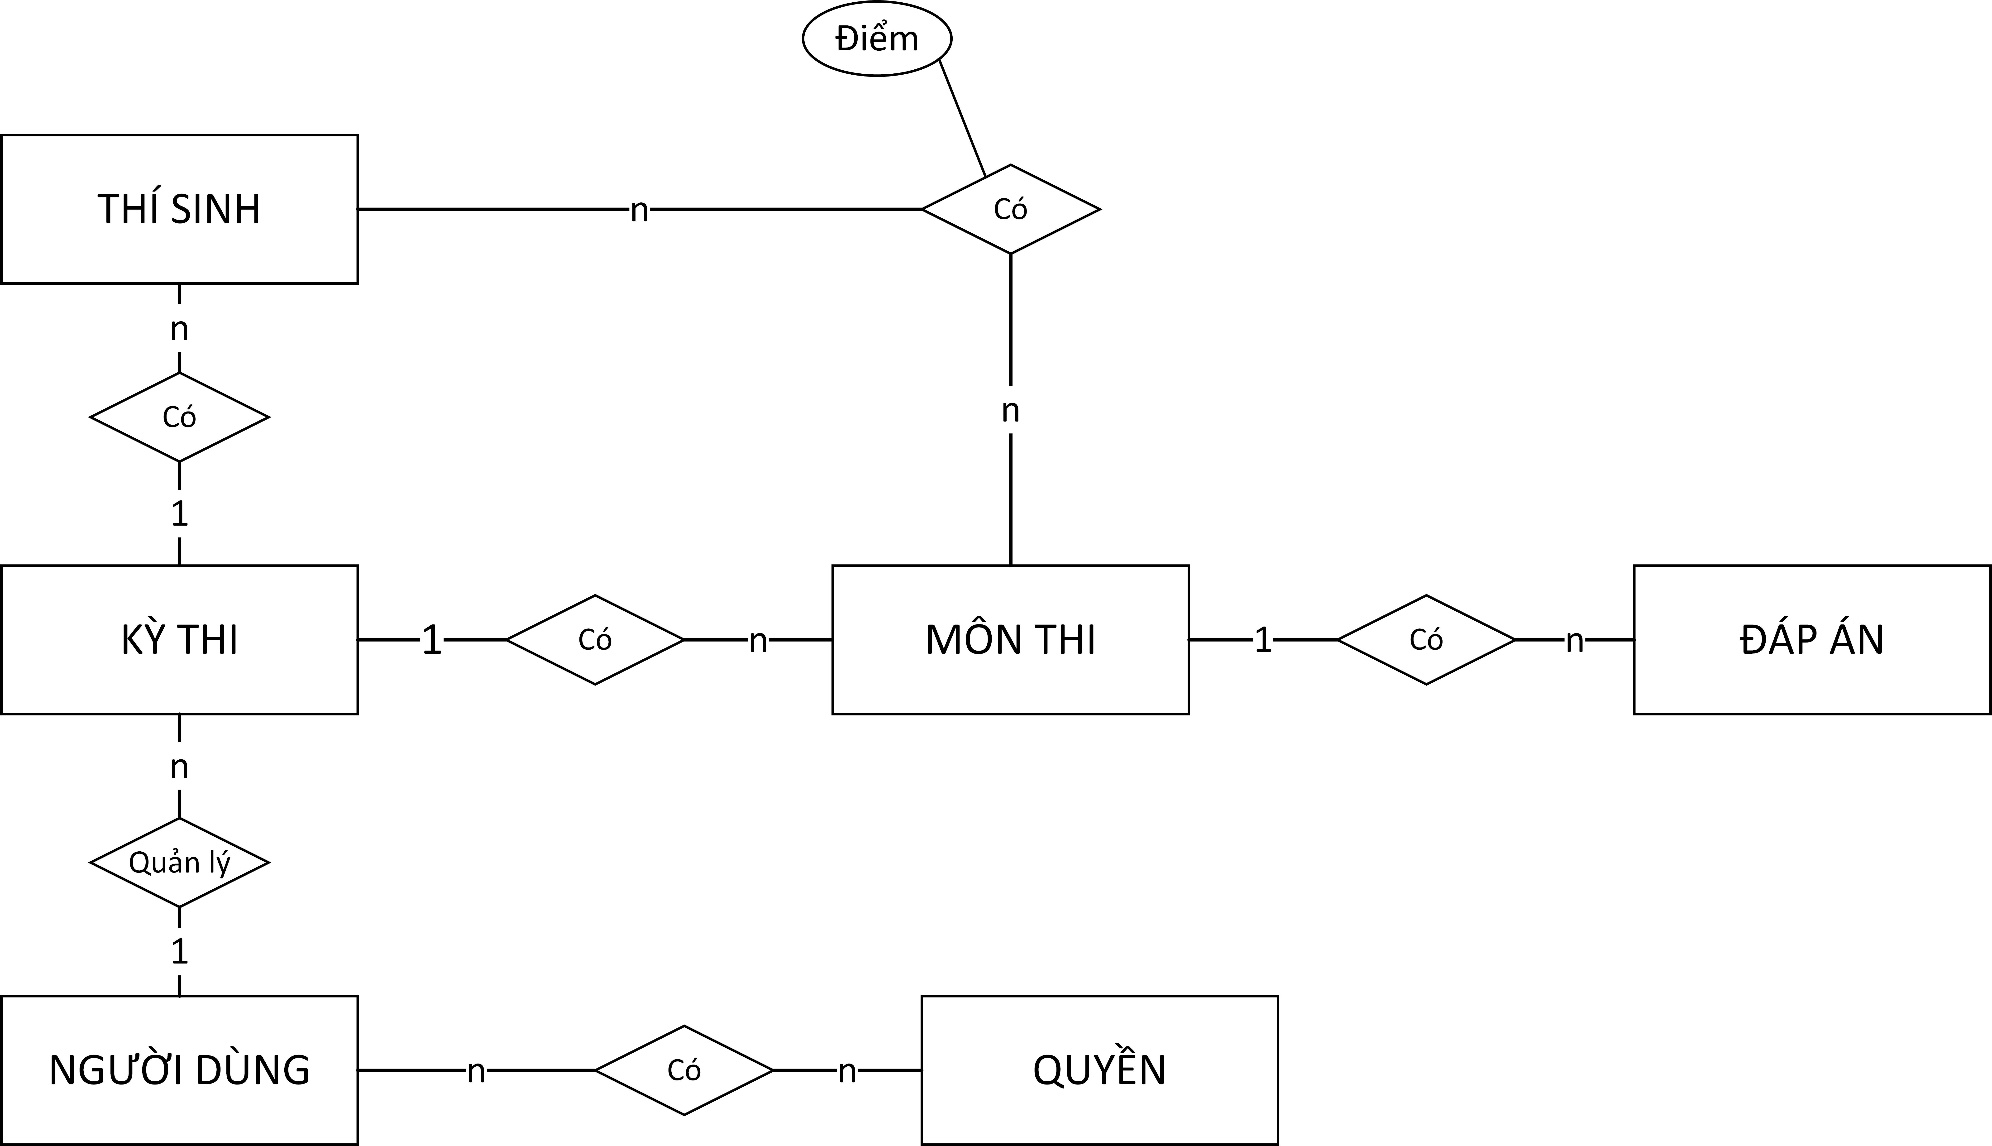 Điểm
THÍ SINH
n
Có
n
Có
n
1
KỲ THI
1
Có
n
MÔN THI
1
Có
n
ĐÁP ÁN
n
Quản lý
1
NGƯỜI DÙNG
n
Có
n
QUYỀN